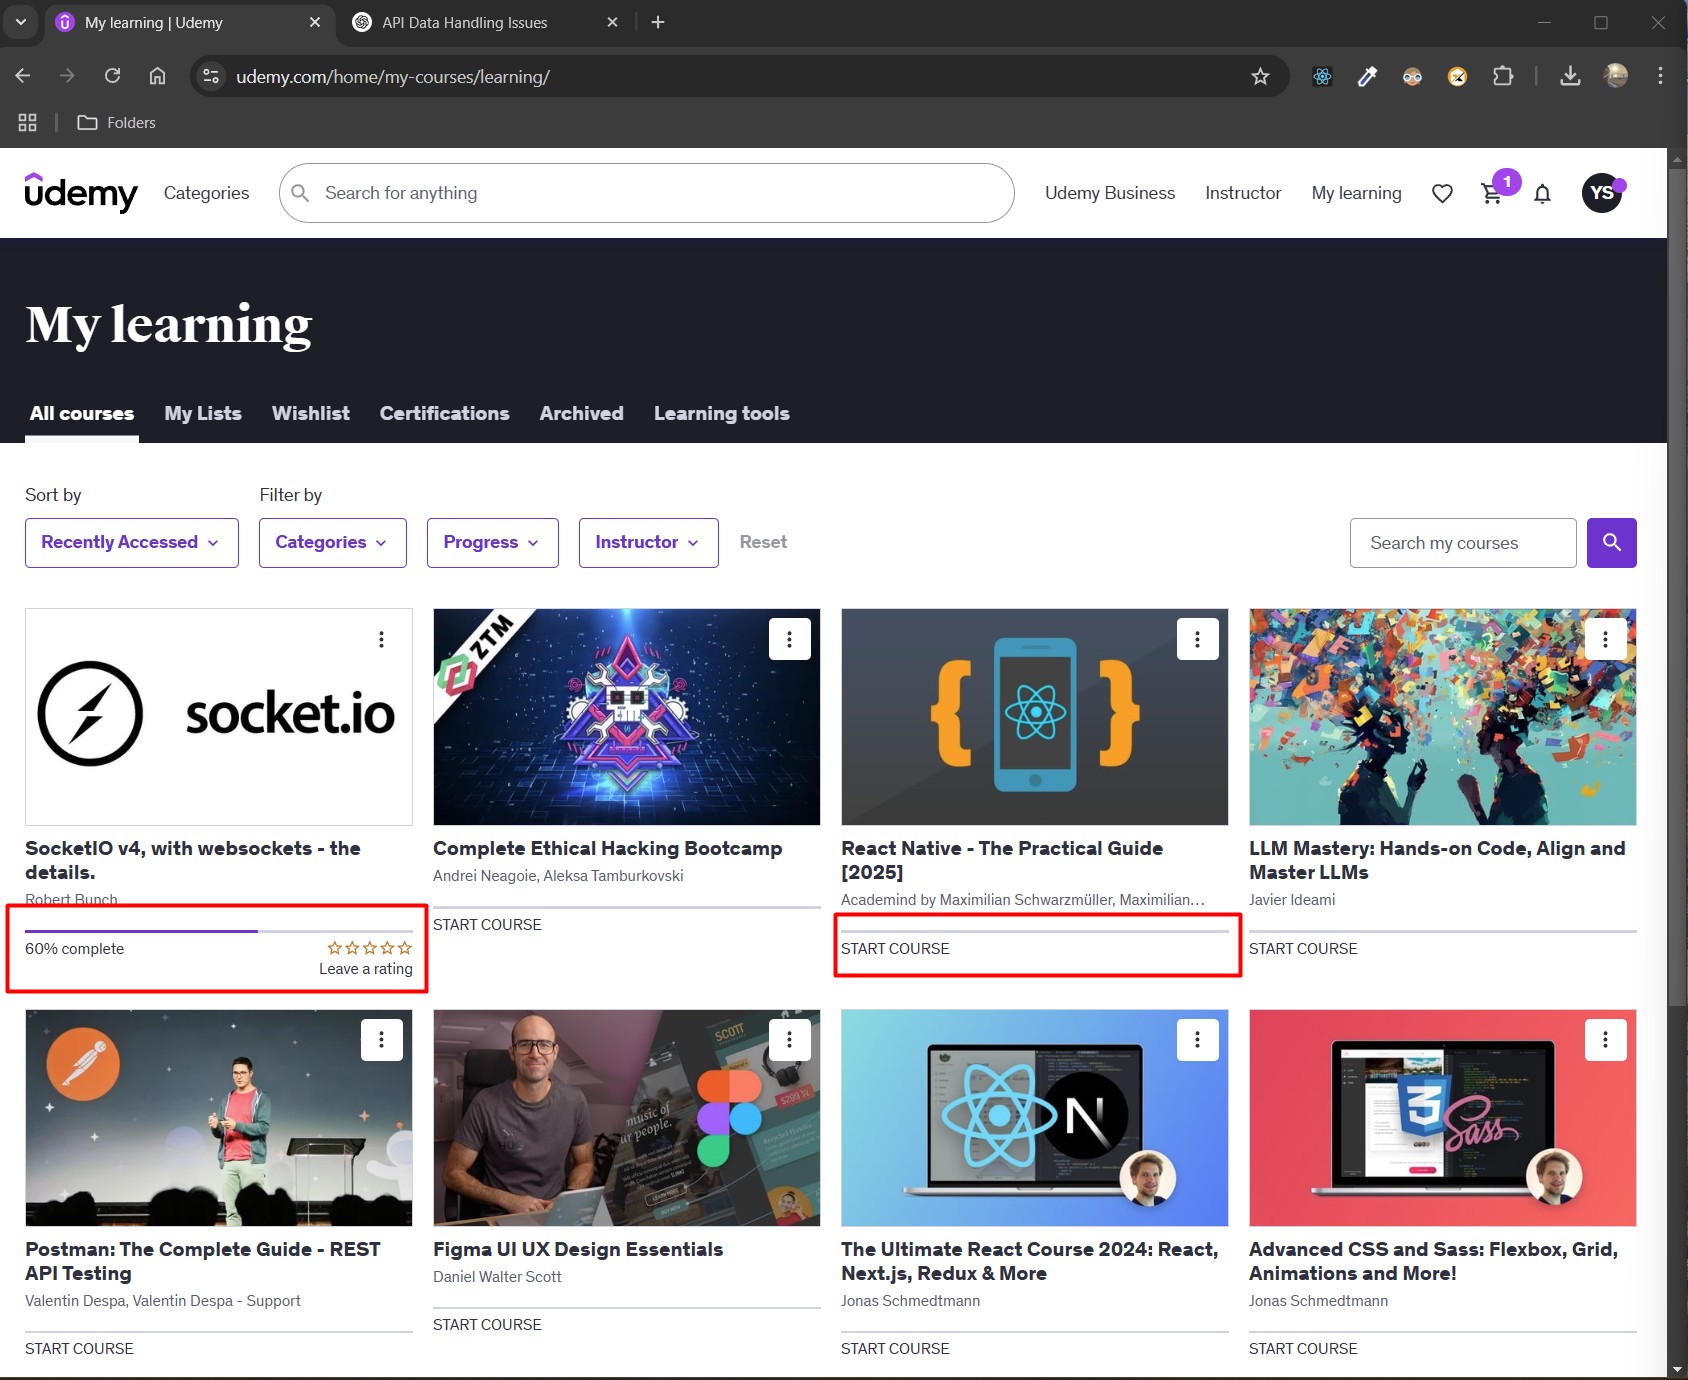 My learning | Udemy
API Data Handling Issues
udemy.com/home/my-courses/learning/
Folders
udemy
Categories
Search for anything
Udemy Business
Instructor
My learning
1
YS
My learning
All courses
My Lists
Wishlist
Certifications
Archived
Learning tools
Sort by
Filter by
Recently Accessed
Categories
Progress
Instructor
Reset
Search my courses
socket.io
ZTM
SocketIO v4, with websockets - the
details.
Robert Bunch
60% complete
Leave a rating
Complete Ethical Hacking Bootcamp
Andrei Neagoie, Aleksa Tamburkovski
START COURSE
React Native - The Practical Guide
[2025]
Academind by Maximilian Schwarzmüller, Maximilian...
START COURSE
LLM Mastery: Hands-on Code, Align and
Master LLMs
Javier Ideami
START COURSE
Postman: The Complete Guide - REST
API Testing
Valentin Despa, Valentin Despa - Support
START COURSE
SCOTT
music of
ur people.
Figma UI UX Design Essentials
Daniel Walter Scott
START COURSE
N
The Ultimate React Course 2024: React,
Next.js, Redux & More
Jonas Schmedtmann
START COURSE
3
Sass
Advanced CSS and Sass: Flexbox, Grid,
Animations and More!
Jonas Schmedtmann
START COURSE